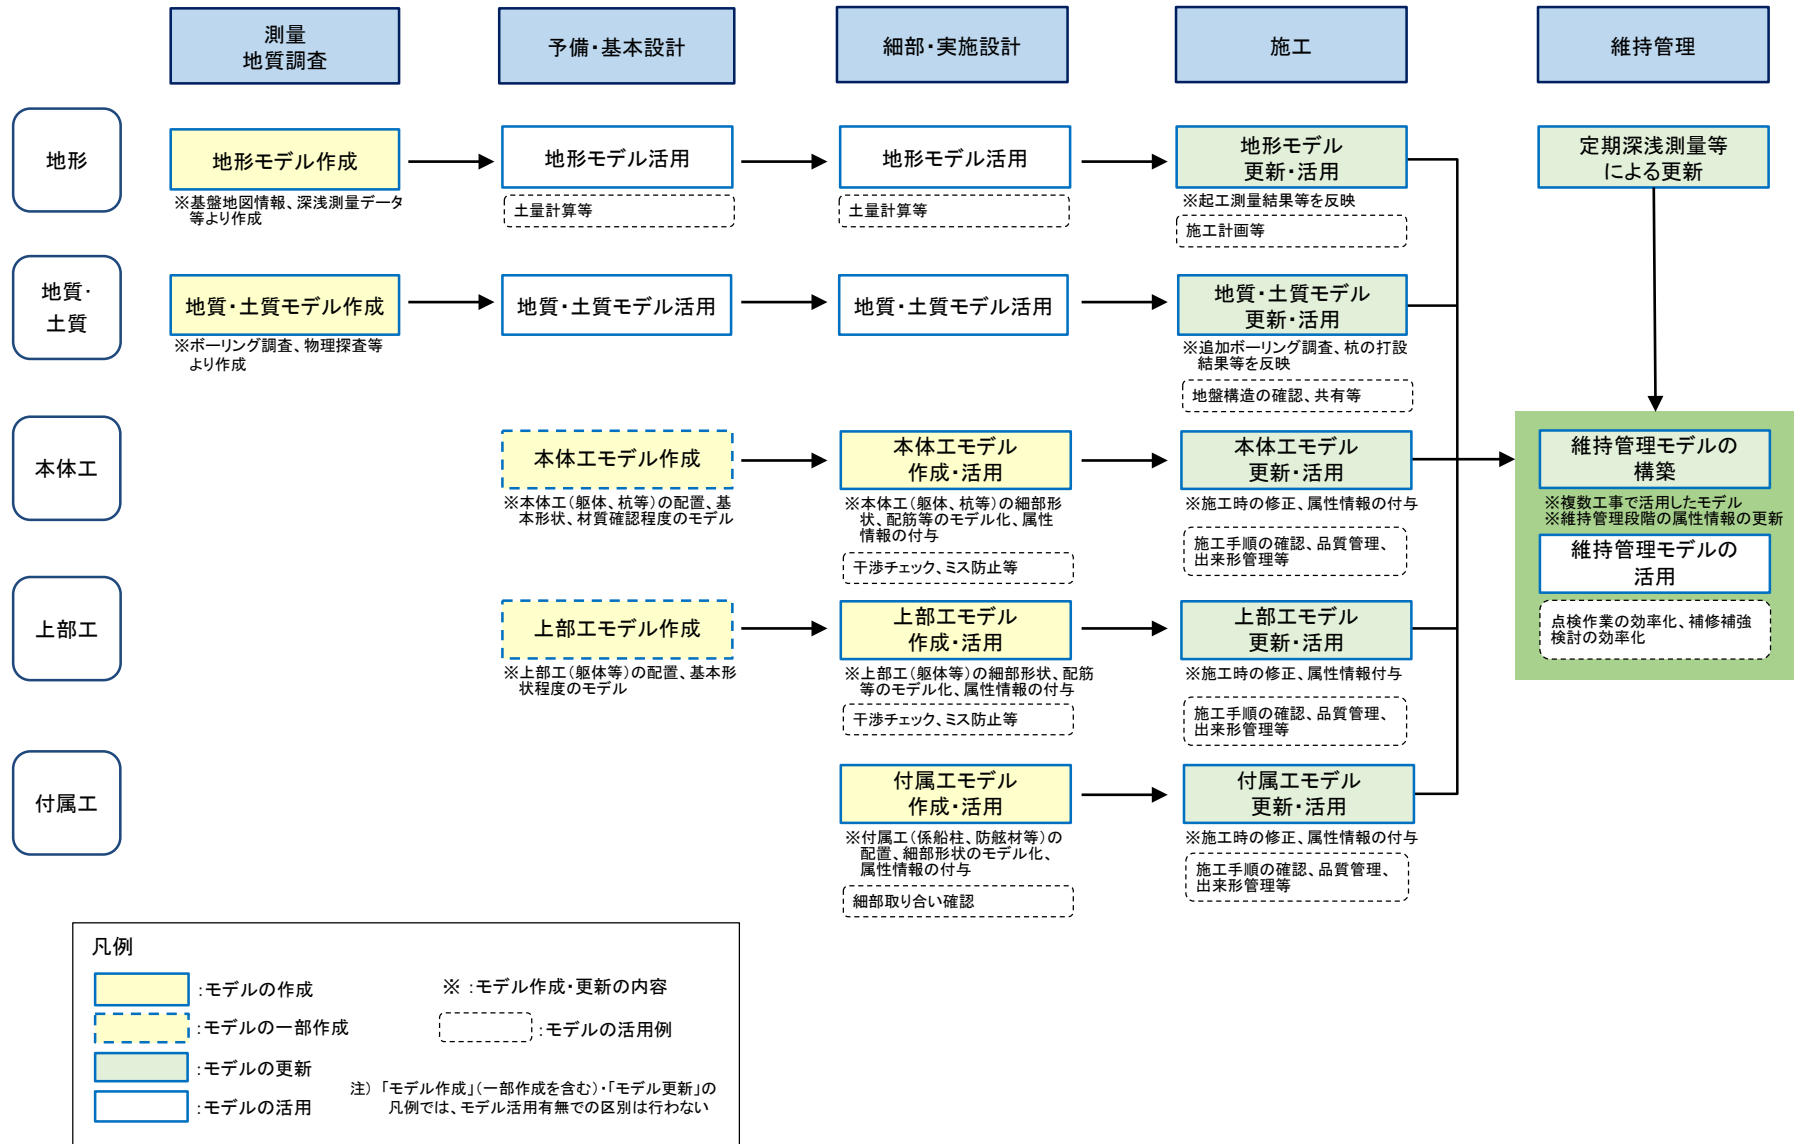 測量
地質調査
予備・基本設計
細部・実施設計
施工
維持管理
地形
地形モデル作成
※基盤地図情報、深浅測量データ
等より作成
地形モデル活用
土量計算等
地形モデル活用
土量計算等
地形モデル
更新・活用
※起工測量結果等を反映
施工計画等
定期深浅測量等
による更新
地質・
土質
地質・土質モデル作成
※ボーリング調査、物理探査等
より作成
地質・土質モデル活用
地質・土質モデル活用
地質・土質モデル
更新・活用
※追加ボーリング調査、杭の打設
結果等を反映
地盤構造の確認、共有等
本体工
本体工モデル作成
※本体工(躯体、杭等)の配置、基
本形状、材質確認程度のモデル
本体工モデル
作成・活用
※本体工(躯体、杭等)の細部形
状、配筋等のモデル化、属性
情報の付与
干渉チェック、ミス防止等
本体工モデル
更新・活用
※施工時の修正、属性情報の付与
施工手順の確認、品質管理、
出来形管理等
維持管理モデルの
構築
※複数工事で活用したモデル
※維持管理段階の属性情報の更新
維持管理モデルの
活用
点検作業の効率化、補修補強
検討の効率化
上部工
上部工モデル作成
※上部工(躯体等)の配置、基本形
状程度のモデル
上部工モデル
作成・活用
※上部工(躯体等)の細部形状、配筋
等のモデル化、属性情報の付与
干渉チェック、ミス防止等
上部工モデル
更新・活用
※施工時の修正、属性情報付与
施工手順の確認、品質管理、
出来形管理等
付属工
付属工モデル
作成・活用
※付属工(係船柱、防舷材等)の
配置、細部形状のモデル化、
属性情報の付与
細部取り合い確認
付属工モデル
更新・活用
※施工時の修正、属性情報の付与
施工手順の確認、品質管理、
出来形管理等
凡例
:モデルの作成
:モデルの一部作成
:モデルの更新
:モデルの活用
※ :モデル作成・更新の内容
:モデルの活用例
注) 「モデル作成」(一部作成を含む)・「モデル更新」の
凡例では、モデル活用有無での区別は行わない